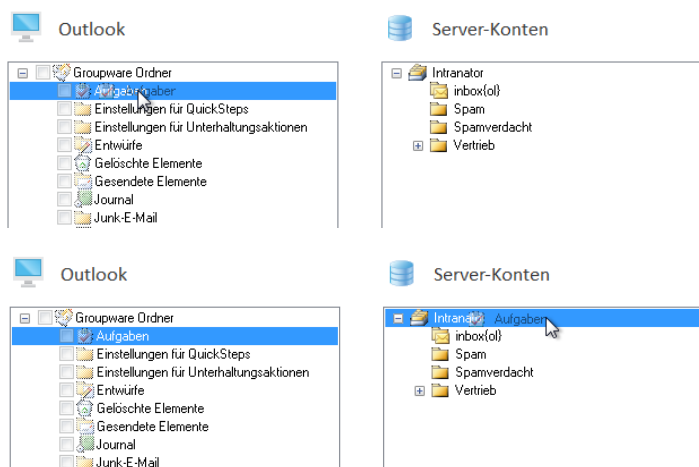 Outlook
Server-Konten
Groupware Ordner
Aufgaben
Einstellungen für QuickSteps
Einstellungen für Unterhaltungsaktionen
Entwürfe
Gelöschte Elemente
Gesendete Elemente
Journal
Junk-E-Mail
Intranator
inbox{ol}
Spam
Spamverdacht
Vertrieb
Outlook
Server-Konten
Groupware Ordner
Aufgaben
Einstellungen für QuickSteps
Einstellungen für Unterhaltungsaktionen
Entwürfe
Gelöschte Elemente
Gesendete Elemente
Journal
Junk-E-Mail
Intranator Aufgaben
inbox{ol}
Spam
Spamverdacht
Vertrieb